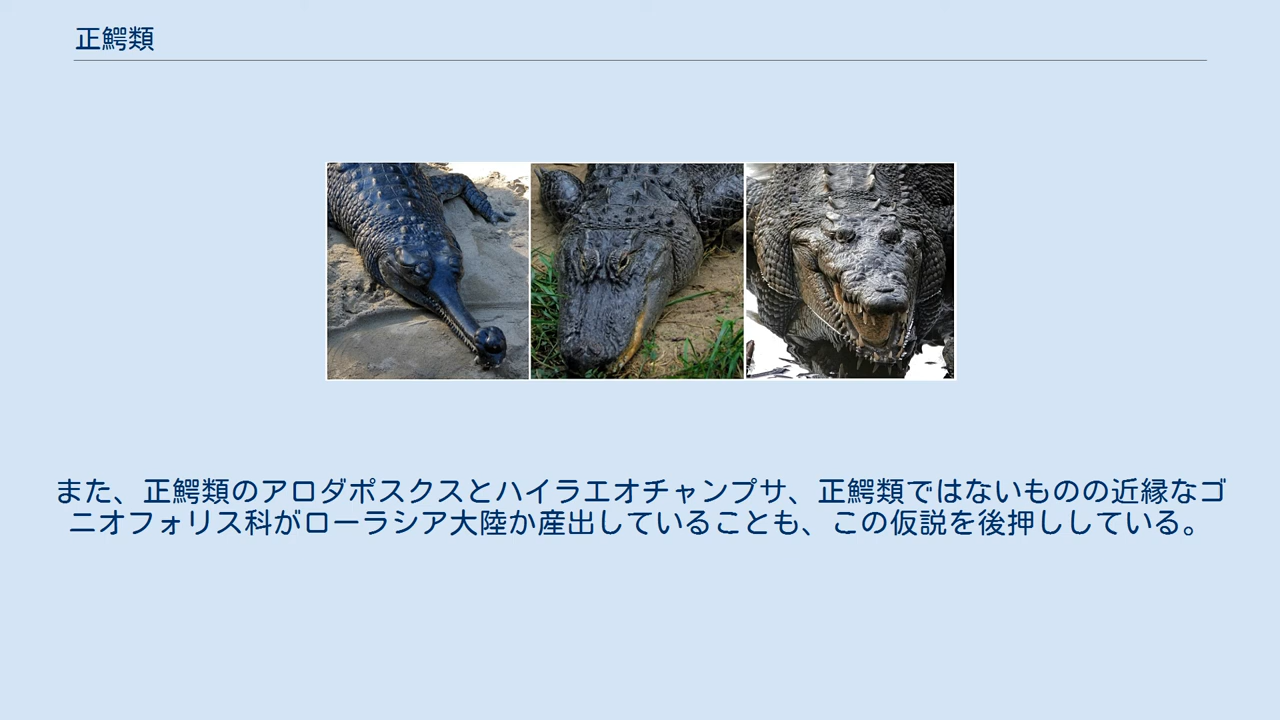 正鰐類
また、正鰐類のアロダポスクスとハイラエオチャンプサ、正鰐類ではないものの近縁なゴ
ニオフォリス科がローラシア大陸か産出していることも、この仮説を後押ししている。